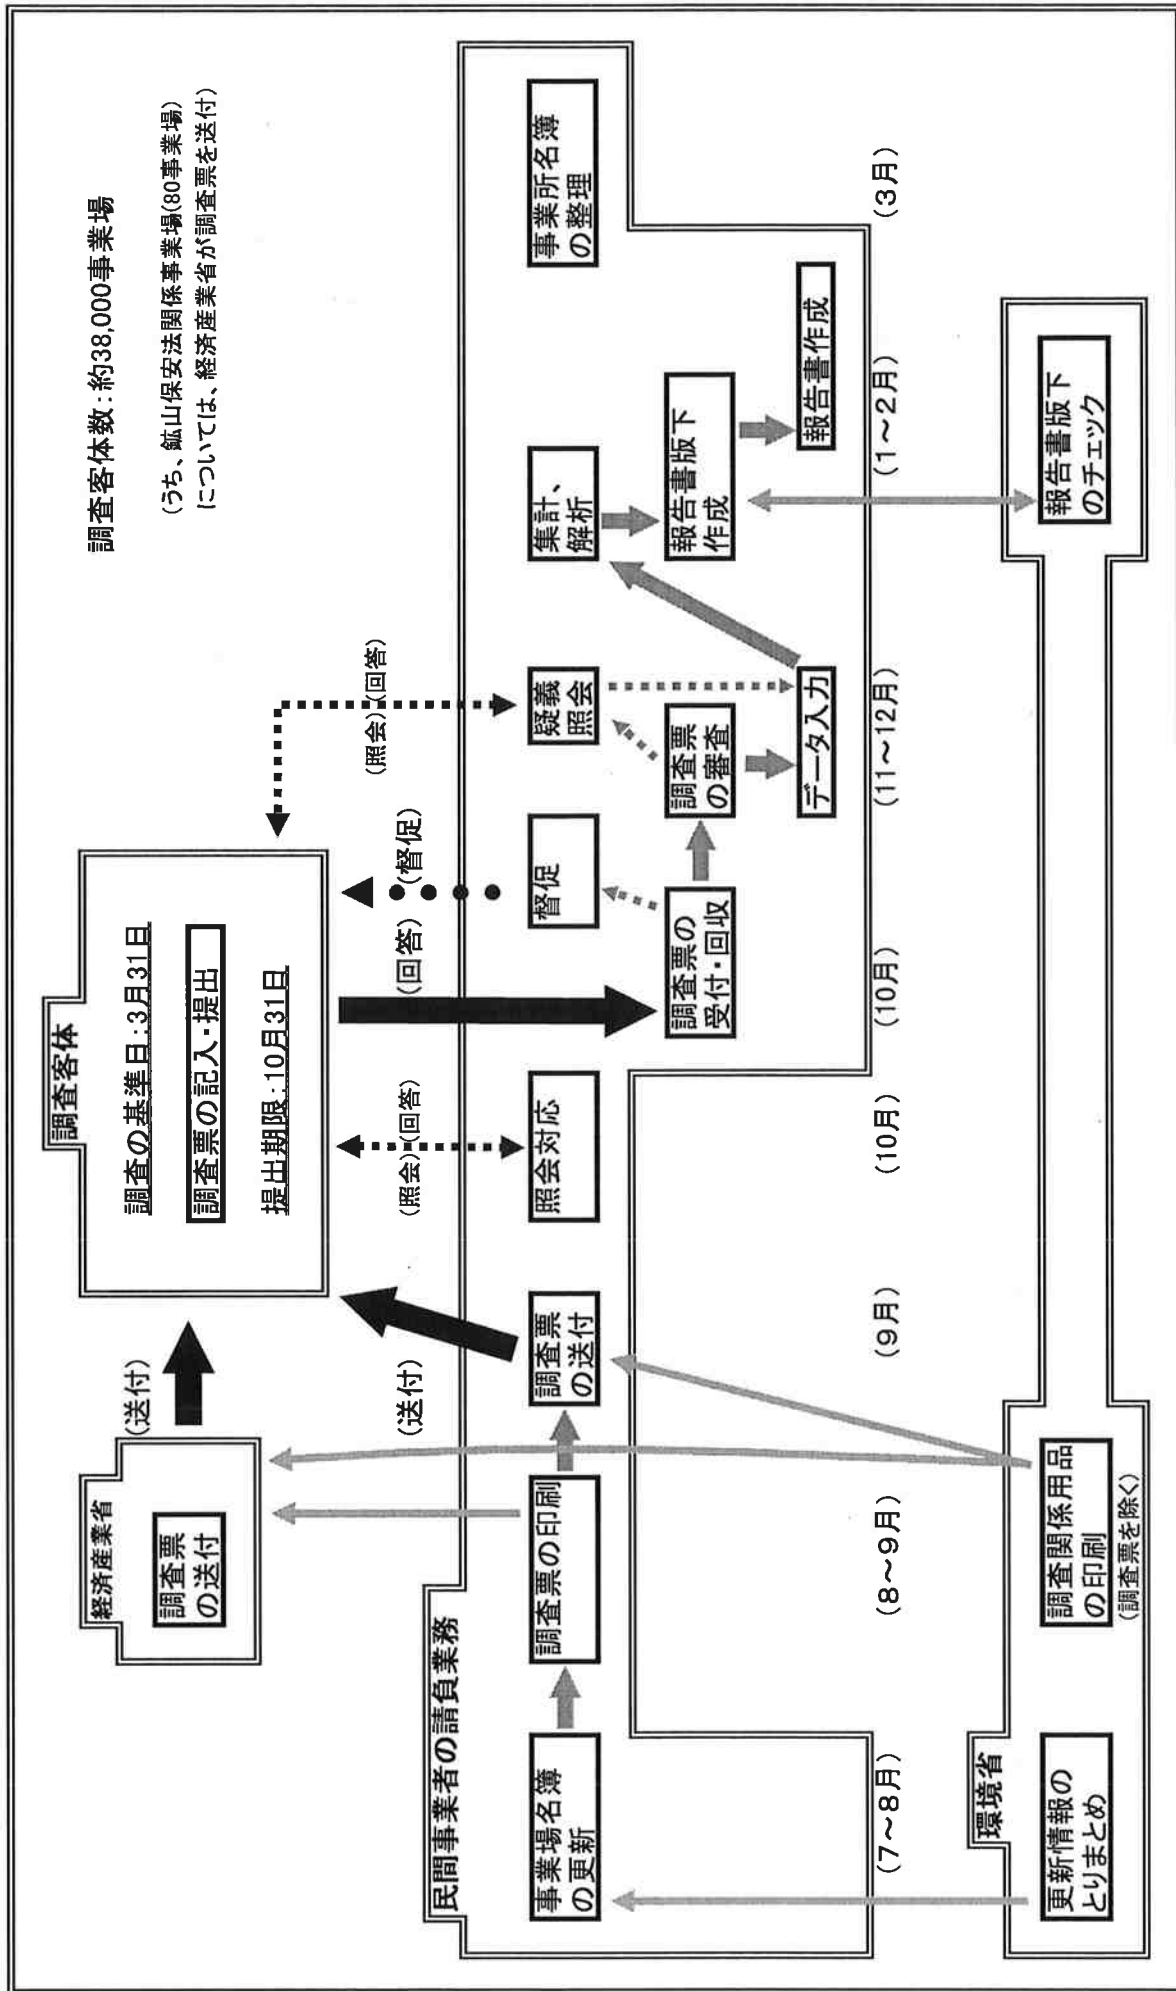 調査客体数：約38,000事業場
(うち、鉱山保安法関係事業場(80事業場)
については、経済産業省が調査票を送付)
経済産業省
調査票
の送付
(送付)
調査客体
調査の基準日：3月31日
調査票の記入・提出
提出期限：10月31日
(送付)
(照会)
(回答)
(回答)
(督促)
(照会)
(回答)
民間事業者の請負業務
事業場名簿
の更新
調査票の印刷
調査票
の送付
照会対応
督促
疑義
照会
集計、
解析
事業所名簿
の整理
調査票の
受付・回収
調査票
の審査
報告書版下
作成
データ入力
報告書作成
(7～8月)
(8～9月)
(9月)
(10月)
(10月)
(11～12月)
(1～2月)
(3月)
環境省
更新情報の
とりまとめ
調査関係用品
の印刷
(調査票を除く)
報告書版下
のチェック